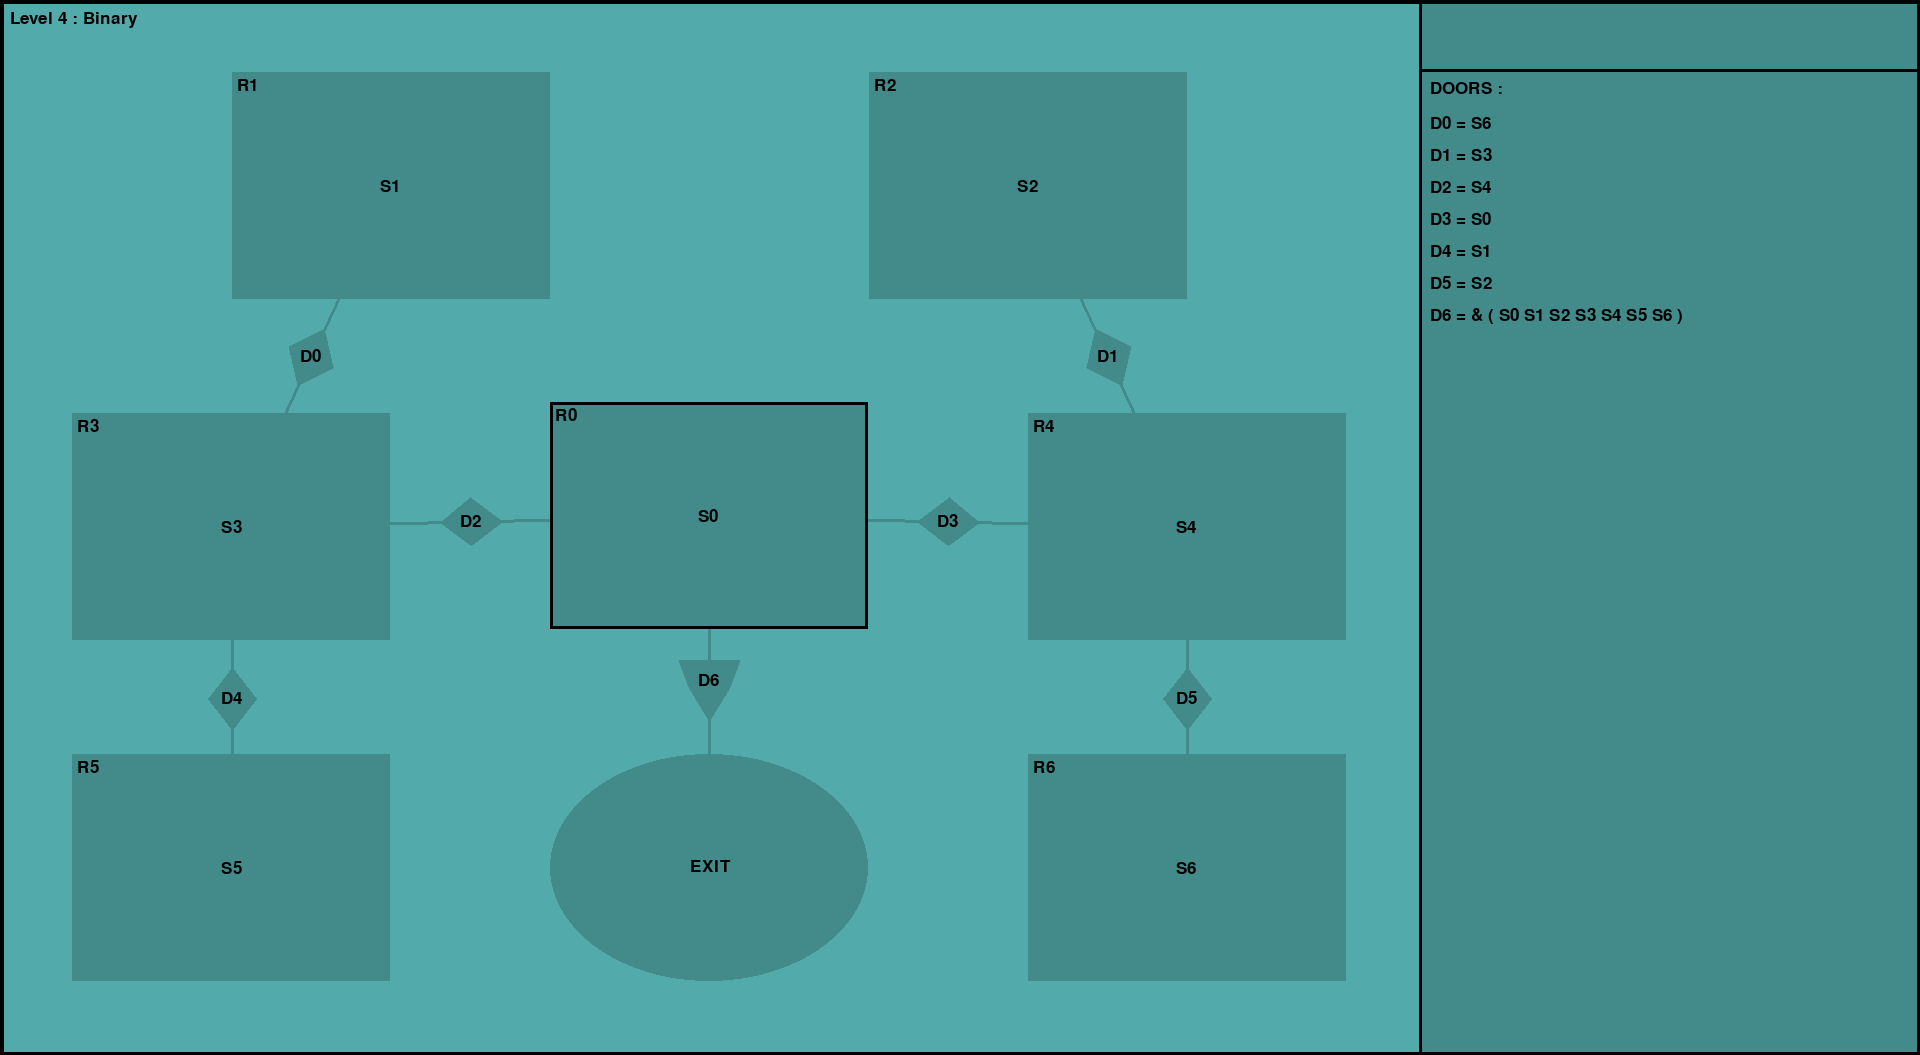 Level 4 : Binary
R1
S1
R2
S2
D0
D1
R3
S3
D2
R0
S0
D3
R4
S4
D4
D6
D5
R5
S5
EXIT
R6
S6
DOORS :
D0 = S6
D1 = S3
D2 = S4
D3 = S0
D4 = S1
D5 = S2
D6 = & ( S0 S1 S2 S3 S4 S5 S6 )